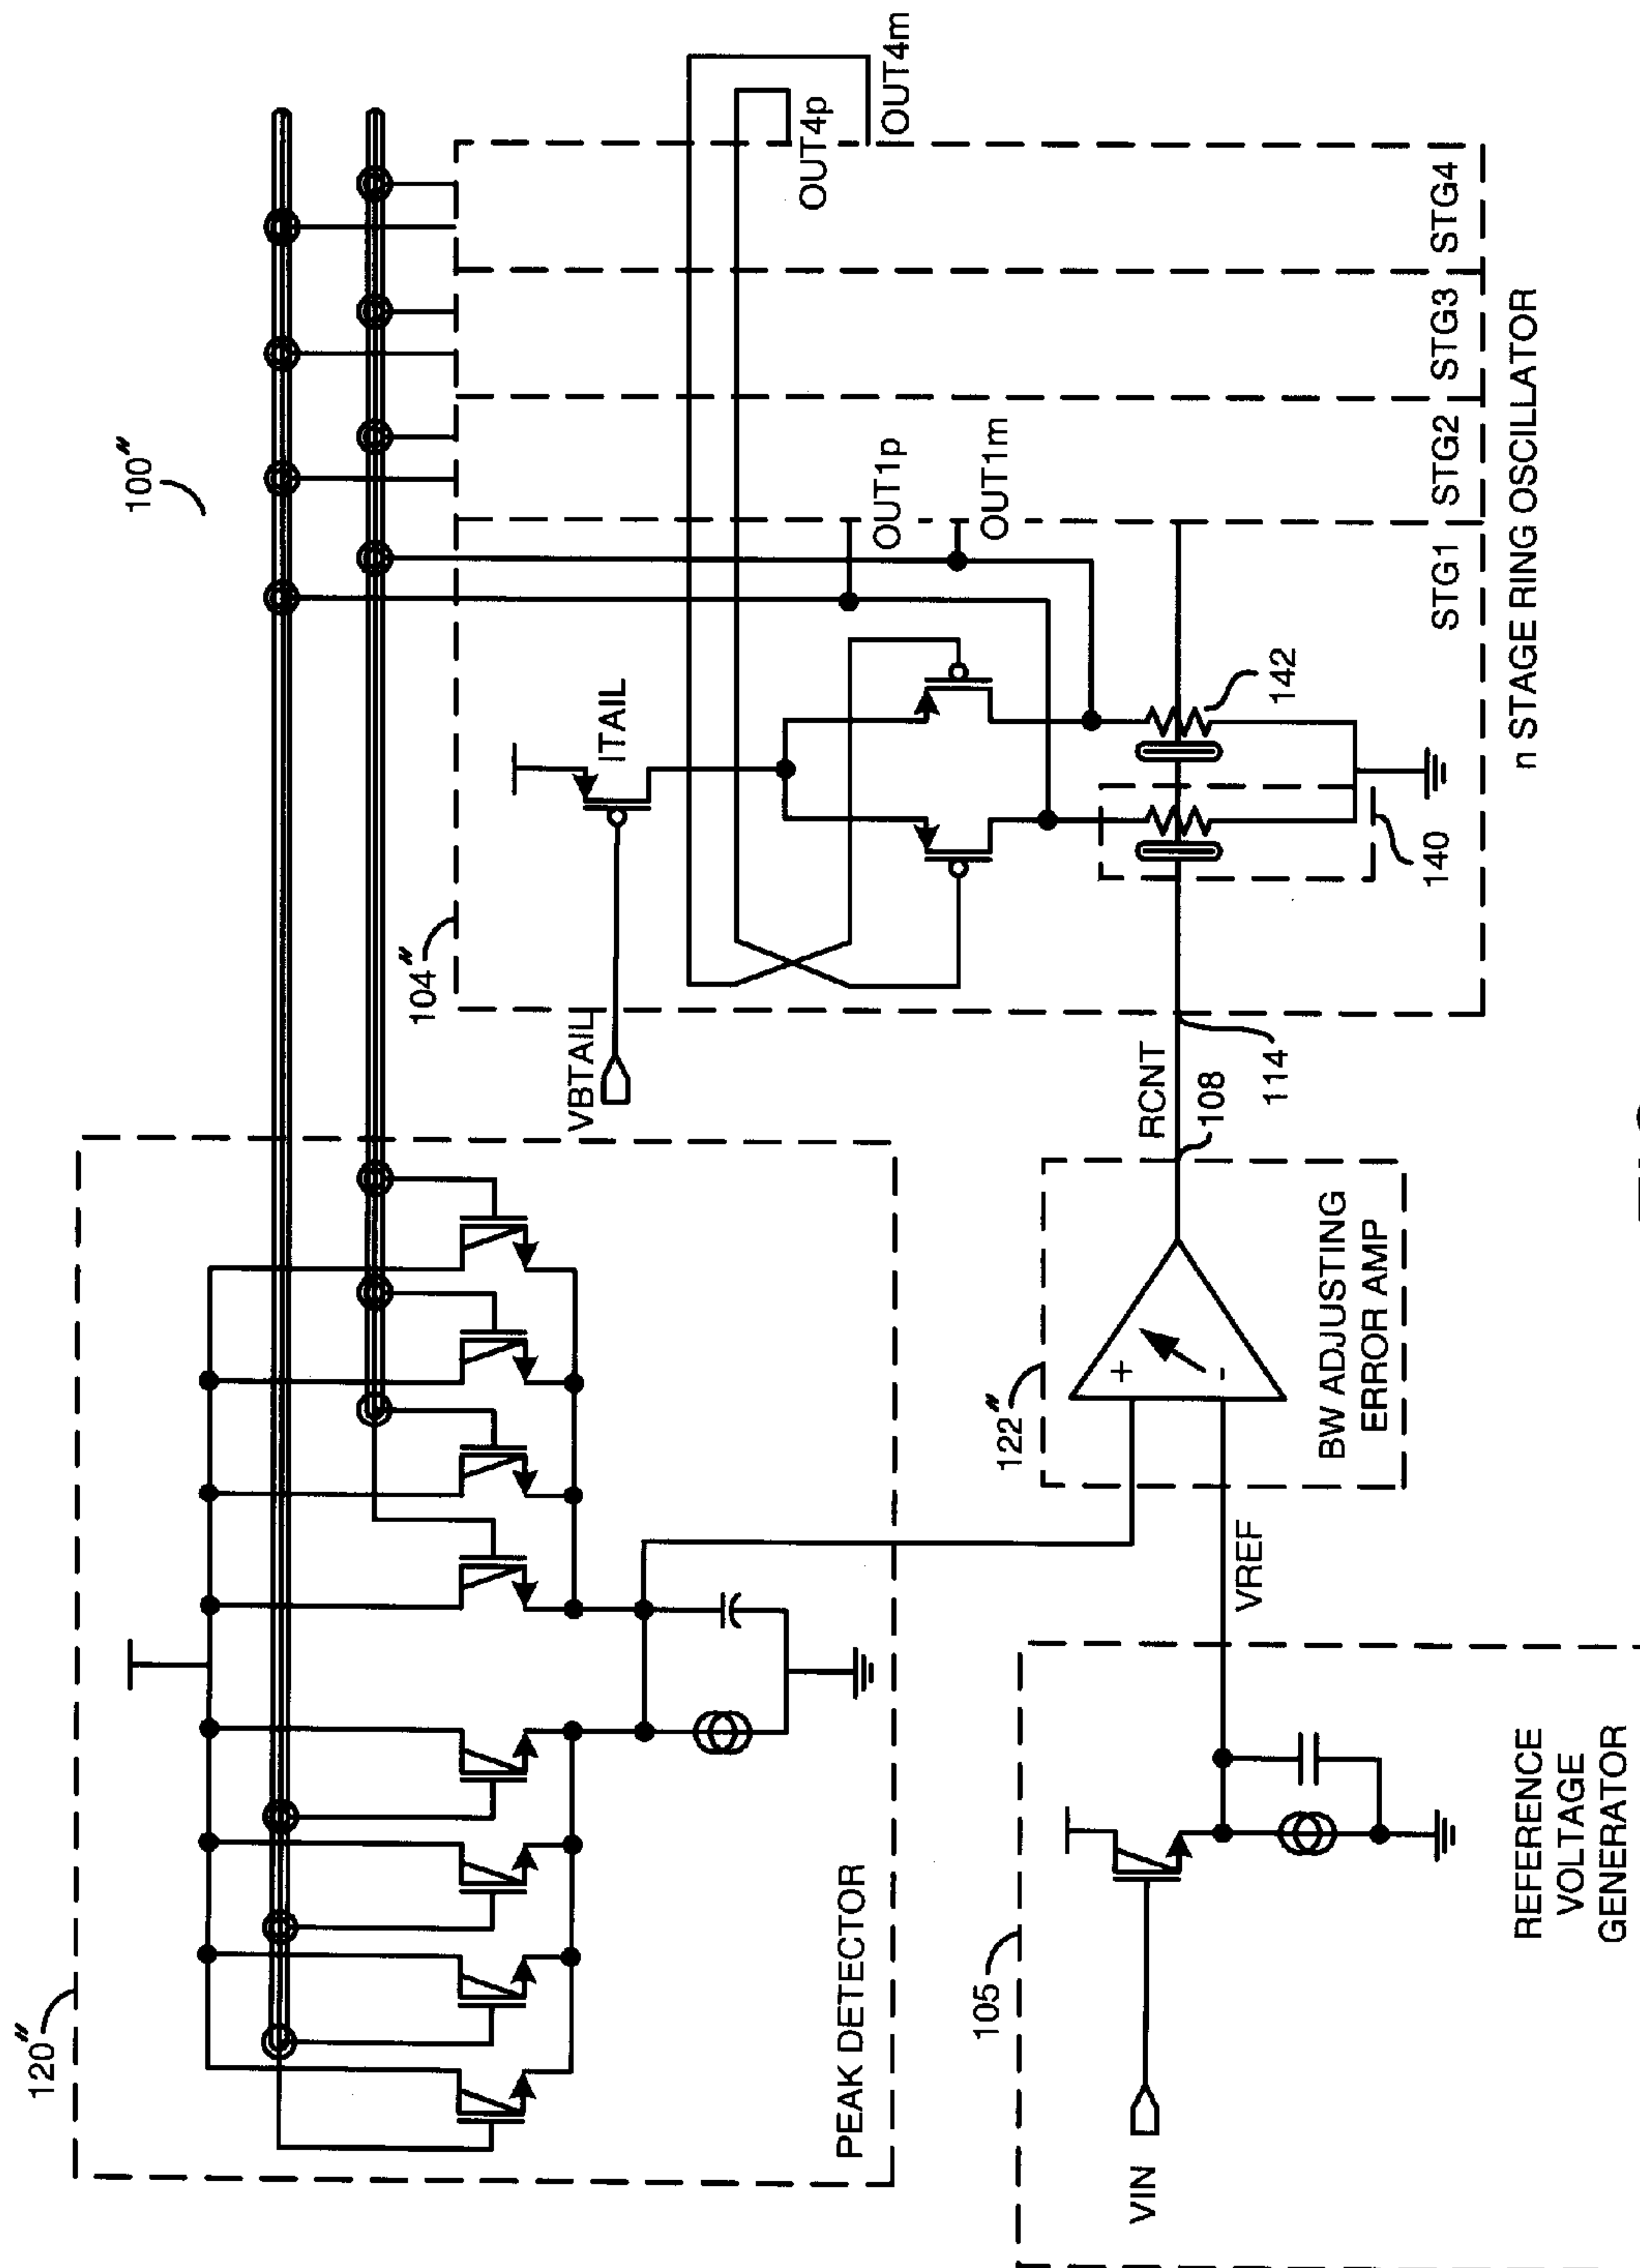 100″
120″
PEAK DETECTOR
104″
VBTAIL
ITAIL
OUT4p
OUT4m
OUT1p
OUT1m
STG1
STG2
STG3
STG4
n STAGE RING OSCILLATOR
142
140
RCNT
108
114
122″
+
-
BW ADJUSTING
ERROR AMP
VREF
105
VIN
REFERENCE
VOLTAGE
GENERATOR